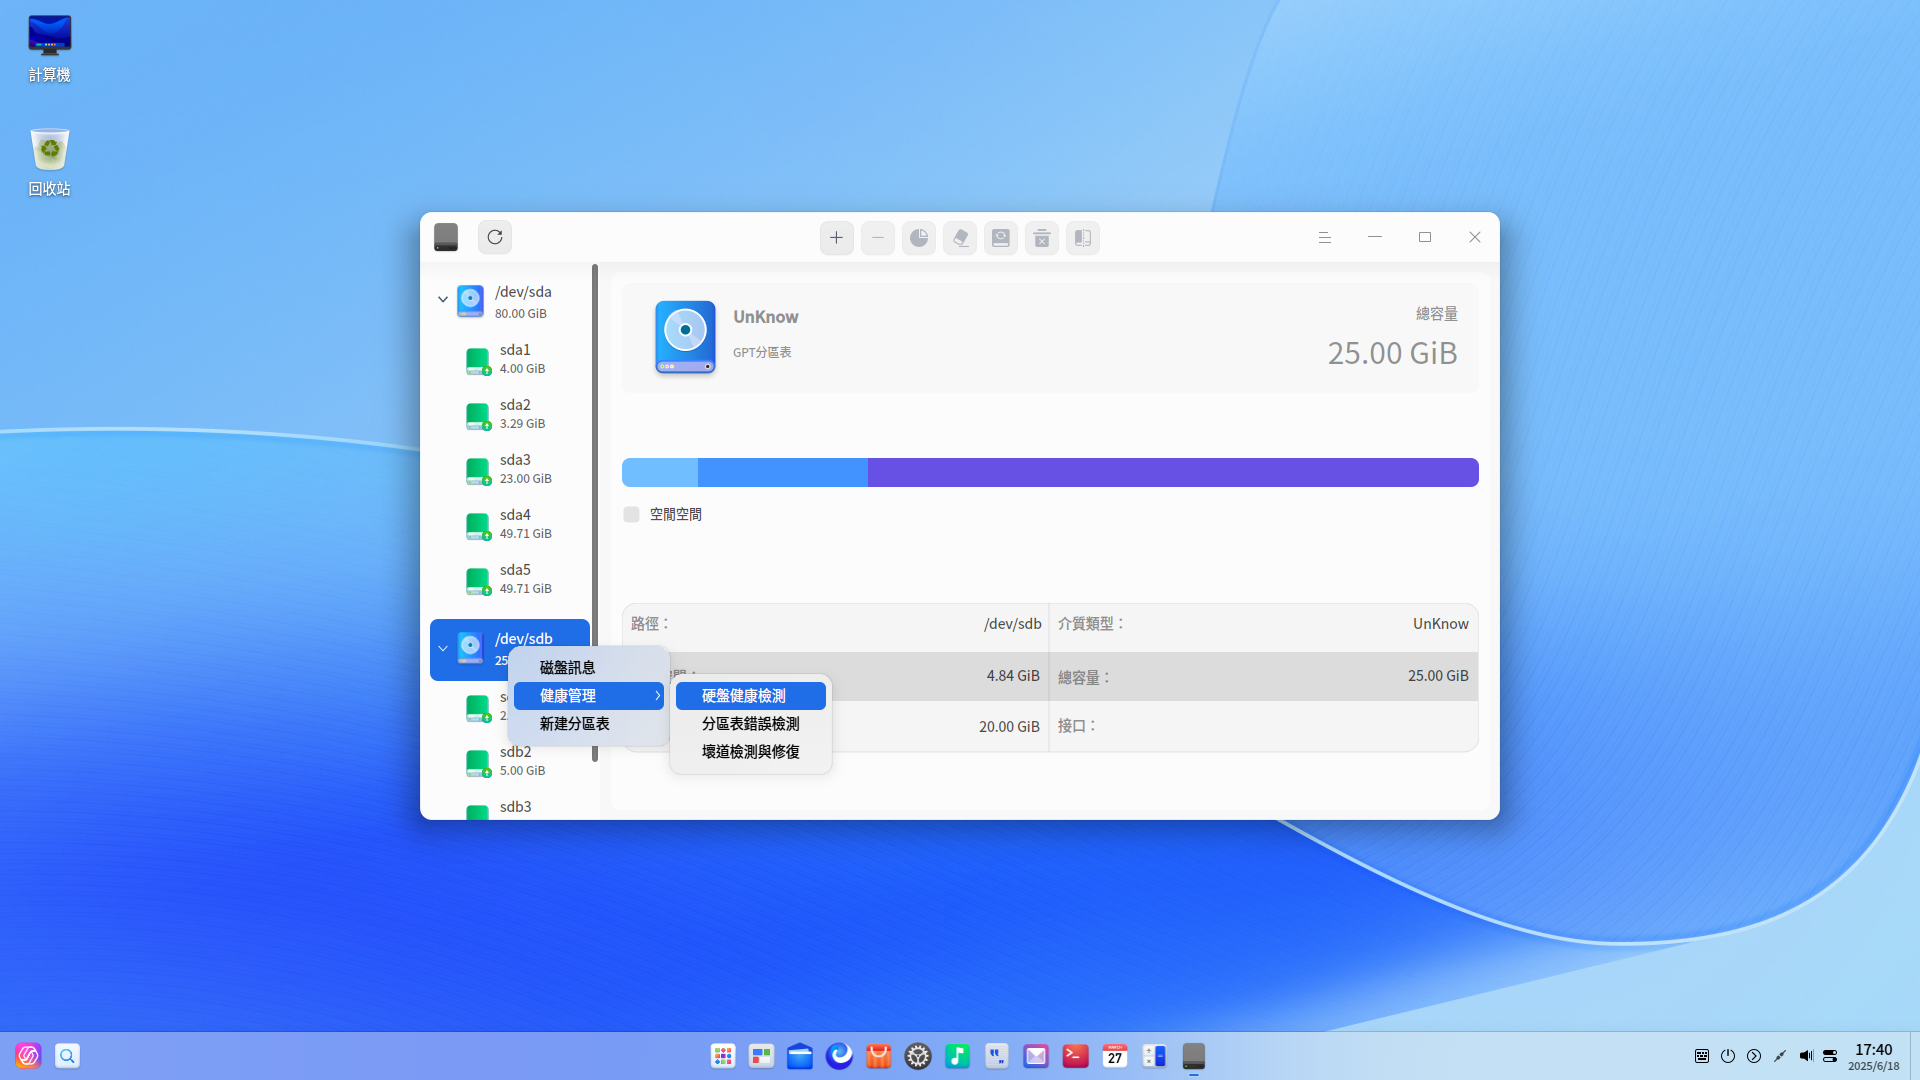 計算機
回收站
/dev/sda
80.00 GiB
sda1
4.00 GiB
sda2
3.29 GiB
sda3
23.00 GiB
sda4
49.71 GiB
sda5
49.71 GiB
/dev/sdb
25
s
2.
sdb2
5.00 GiB
sdb3
磁盤訊息
健康管理
新建分區表
硬盤健康檢測
分區表錯誤檢測
壞道檢測與修復
UnKnow
GPT分區表
總容量
25.00 GiB
空閒空間
路徑：
/dev/sdb
介質類型：
UnKnow
4.84 GiB
總容量：
25.00 GiB
20.00 GiB
接口：
MARCH
27
17:40
2025/6/18